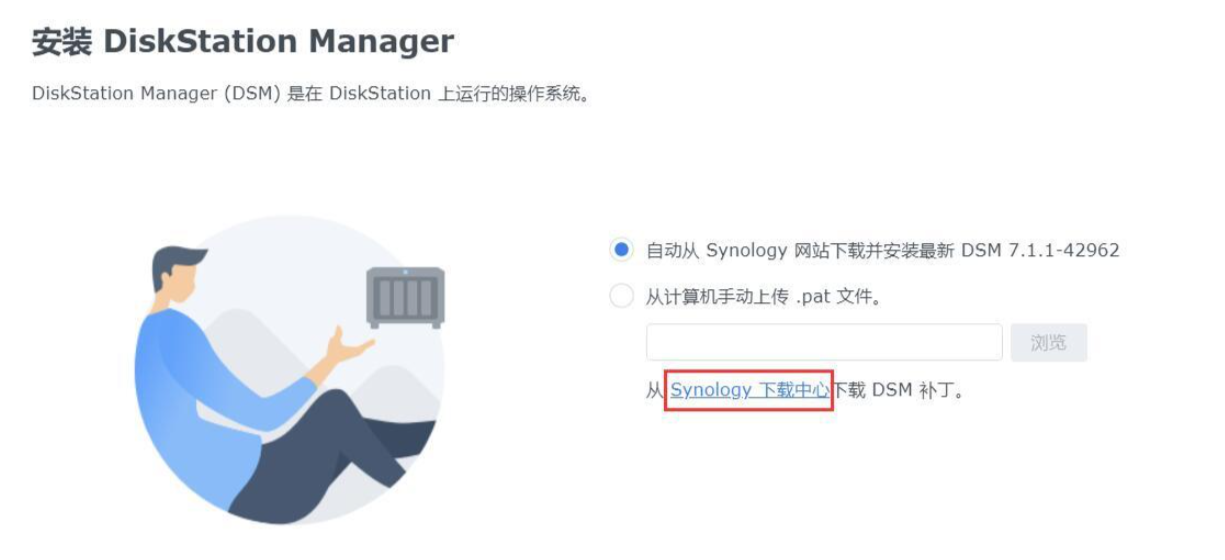 安装 DiskStation Manager
DiskStation Manager (DSM) 是在 DiskStation 上运行的操作系统。
自动从 Synology 网站下载并安装最新 DSM 7.1.1-42962
从计算机手动上传 .pat 文件。
浏览
从 Synology 下载中心下载 DSM 补丁。